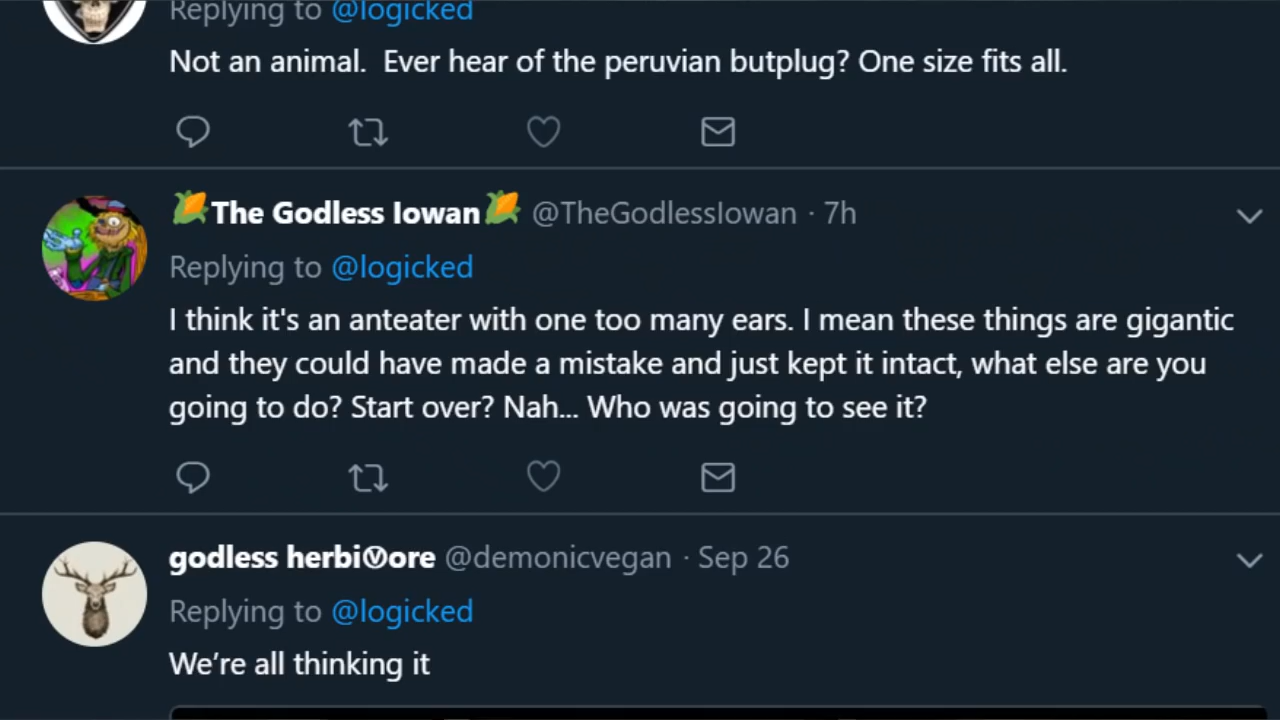 Replying to @logicked
Not an animal.  Ever hear of the peruvian butplug? One size fits all.
🌽The Godless Iowan🌽 @TheGodlessIowan · 7h
Replying to @logicked
I think it's an anteater with one too many ears. I mean these things are gigantic
and they could have made a mistake and just kept it intact, what else are you
going to do? Start over? Nah... Who was going to see it?
godless herbiⓋore @demonicvegan · Sep 26
Replying to @logicked
We’re all thinking it